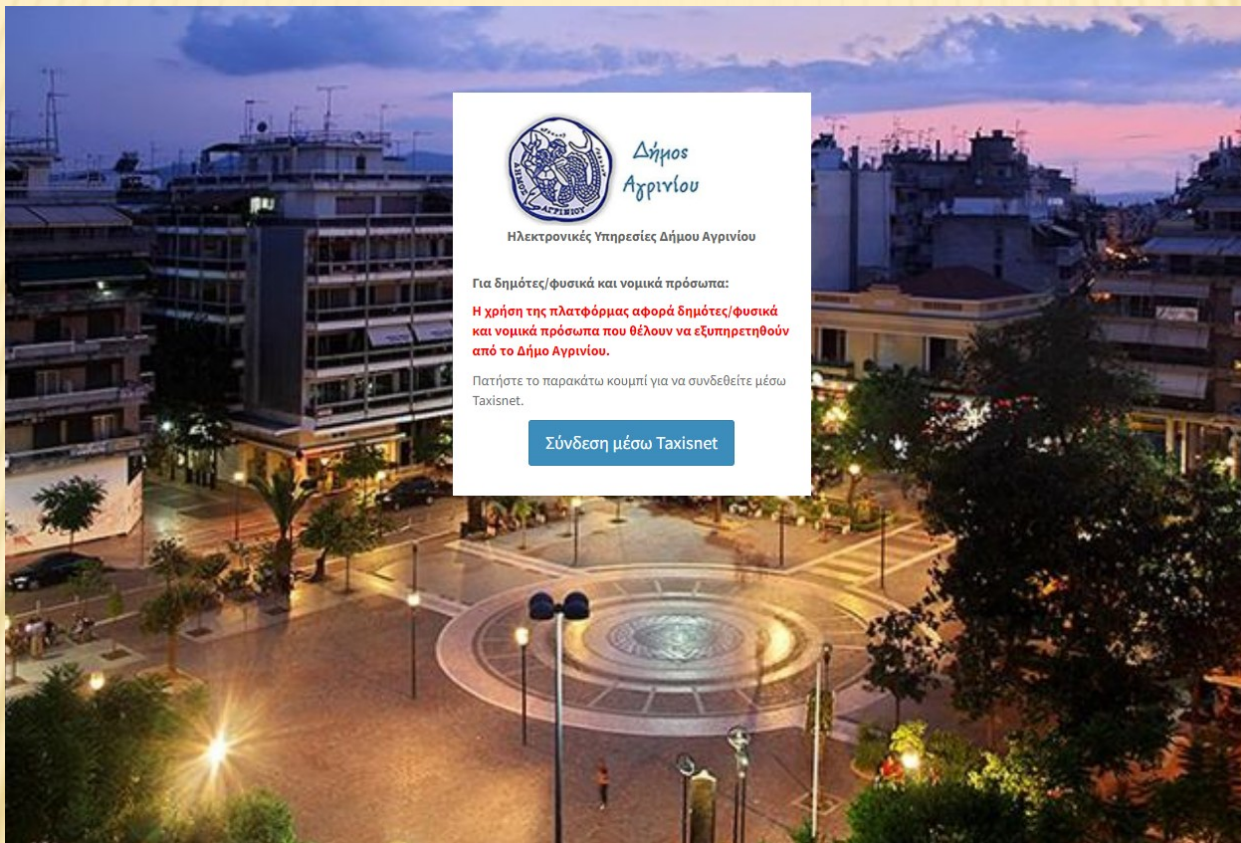 Δήμος
Αγρινίου
ΔΗΜΟΣ
ΑΓΡΙΝΙΟΥ
Ηλεκτρονικές Υπηρεσίες Δήμου Αγρινίου
Για δημότες/φυσικά και νομικά πρόσωπα:
Η χρήση της πλατφόρμας αφορά δημότες/φυσικά
και νομικά πρόσωπα που θέλουν να εξυπηρετηθούν
από το Δήμο Αγρινίου.
Πατήστε το παρακάτω κουμπί για να συνδεθείτε μέσω
Taxisnet.
Σύνδεση μέσω Taxisnet